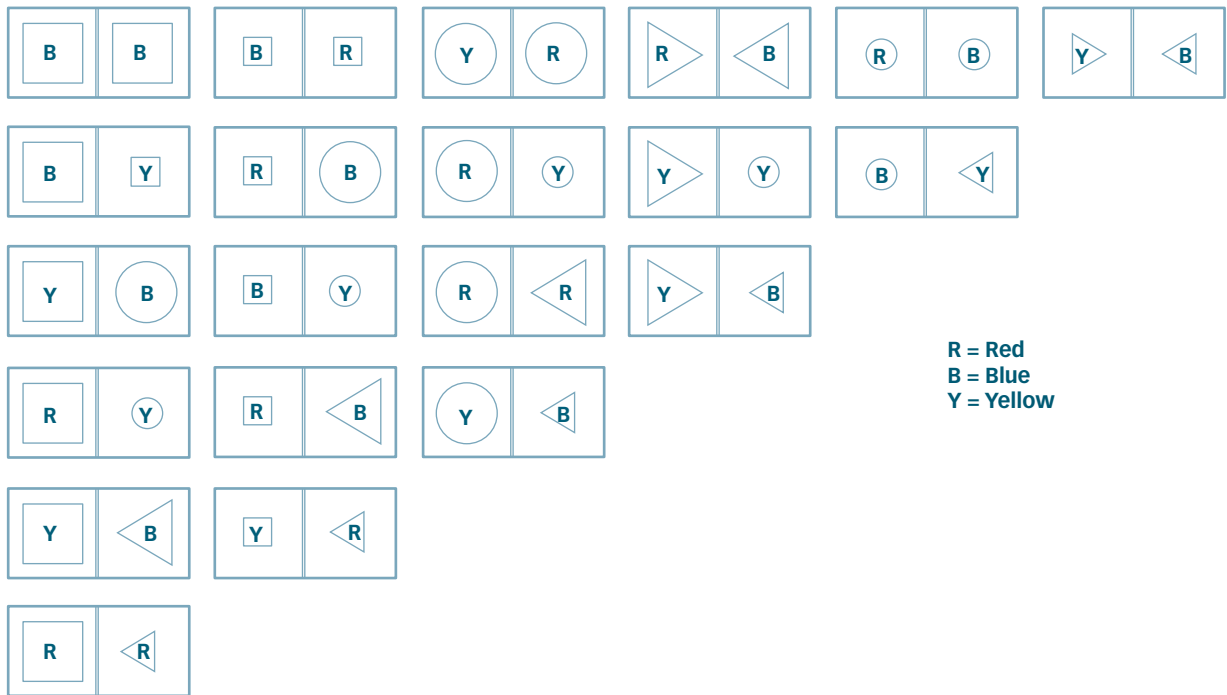 B B B R Y R R B R B Y B
B Y R B R Y Y Y B Y
Y B B Y R R Y B
R = Red
B = Blue
Y = Yellow
R Y R B Y B
Y B Y R
R R